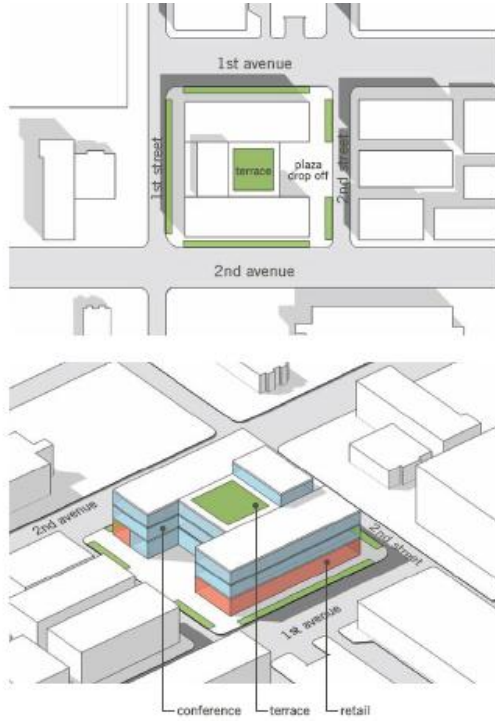 1st avenue
1st street
terrace
plaza
drop off
2nd street
2nd avenue
2nd avenue
2nd street
1st avenue
conference
terrace
retail